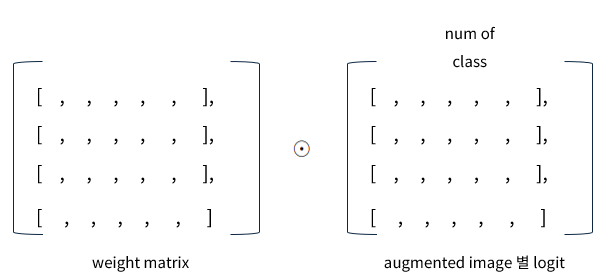 num of
class
[ , , , , , ], ⊙ [ , , , , , ],
[ , , , , , ], [ , , , , , ],
[ , , , , , ], [ , , , , , ],
[ , , , , , ] [ , , , , , ]
weight matrix augmented image 별 logit